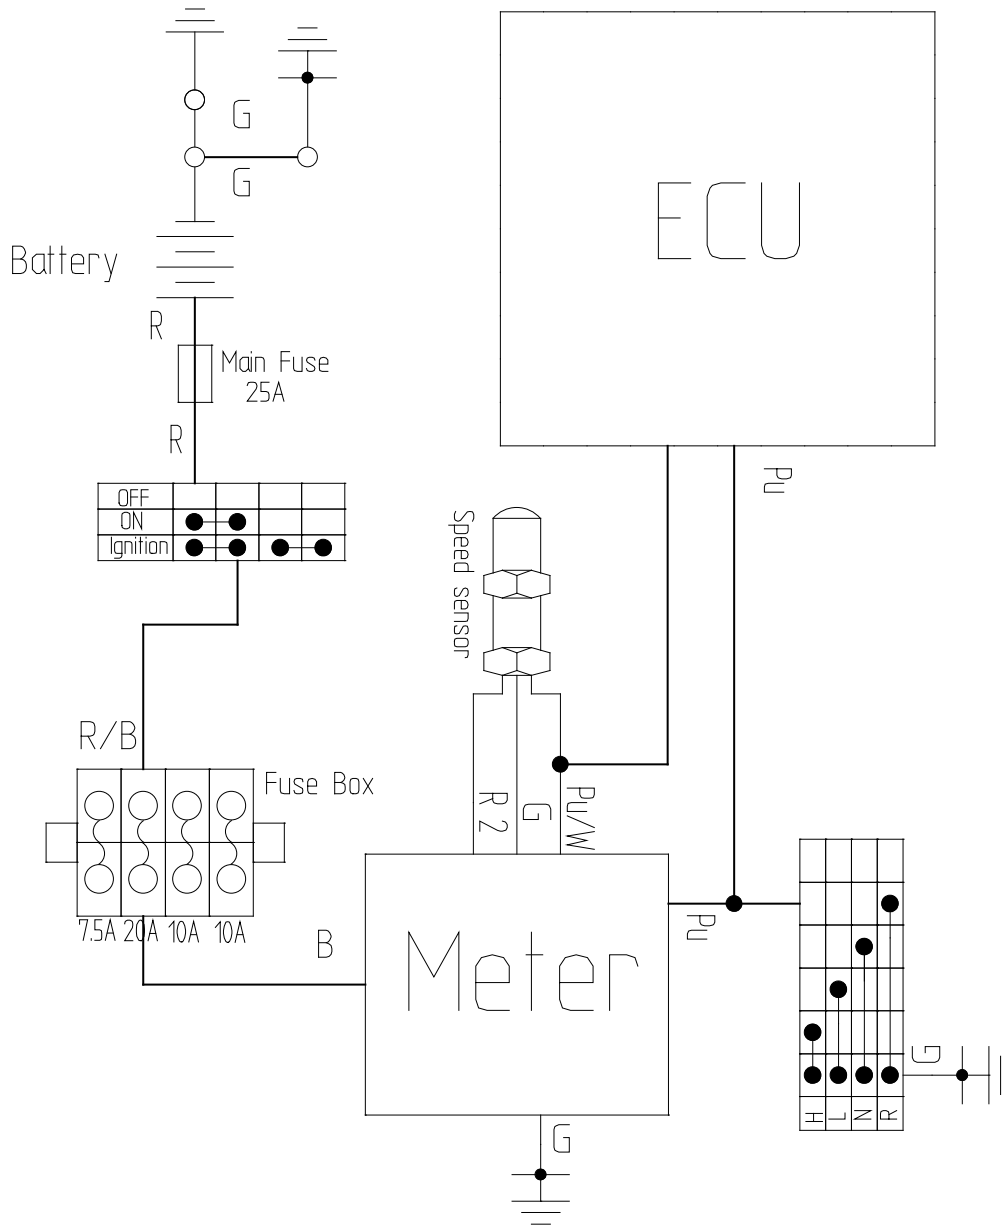 G
G
ECU
Battery
R
Main Fuse
25A
R
Pu
OFF
ON
Ignition
Speed sensor
R/B
Fuse Box
R 2
G
Pu/W
7.5A 20A 10A 10A
B
Meter
Pu
G
H
L
N
R
G